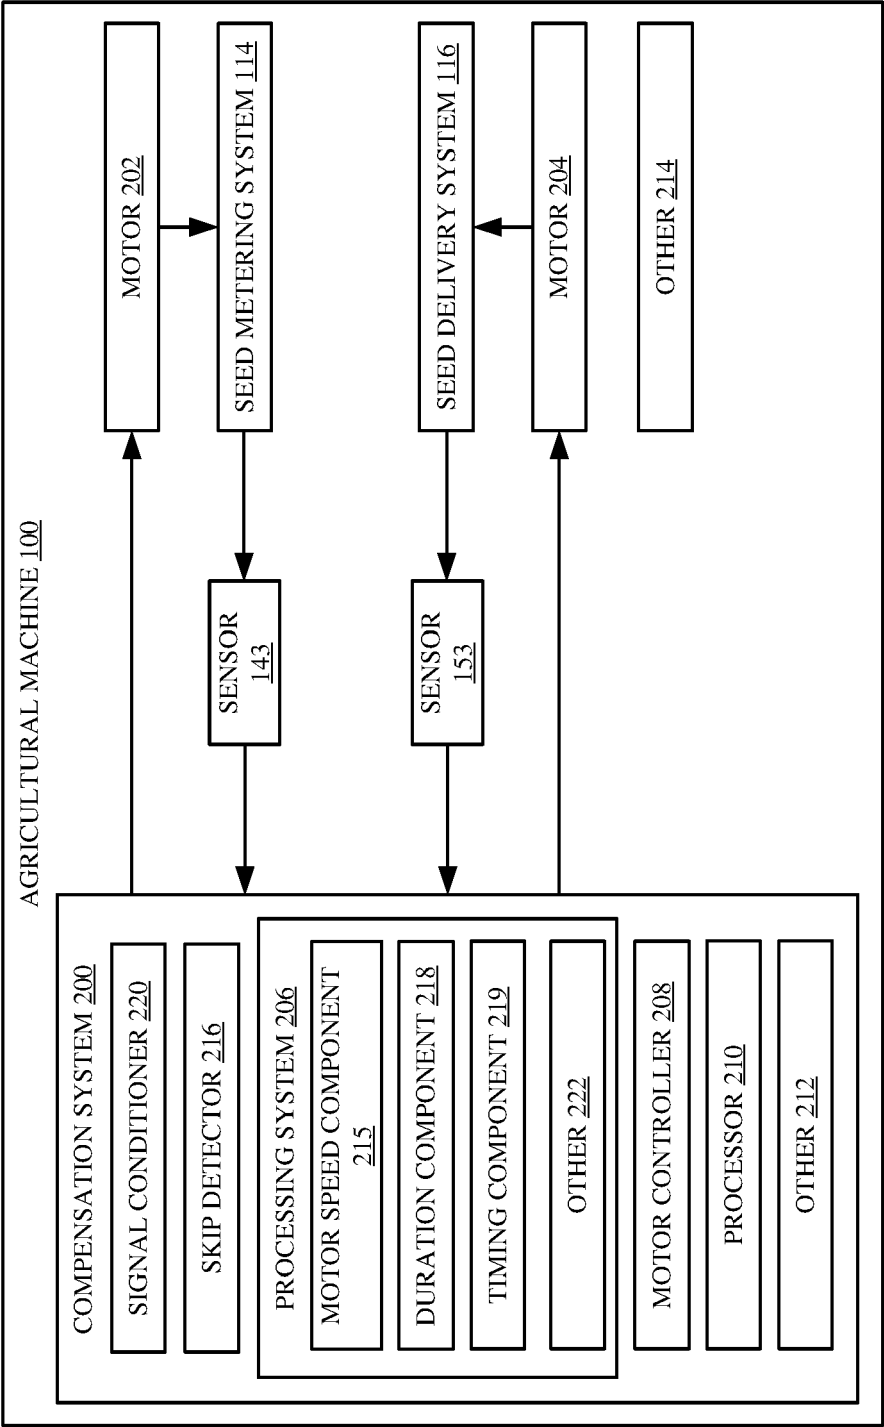 AGRICULTURAL MACHINE 100
COMPENSATION SYSTEM 200
SIGNAL CONDITIONER 220
SKIP DETECTOR 216
PROCESSING SYSTEM 206
MOTOR SPEED COMPONENT
215
DURATION COMPONENT 218
TIMING COMPONENT 219
OTHER 222
MOTOR CONTROLLER 208
PROCESSOR 210
OTHER 212
SENSOR
143
SENSOR
153
MOTOR 202
SEED METERING SYSTEM 114
SEED DELIVERY SYSTEM 116
MOTOR 204
OTHER 214